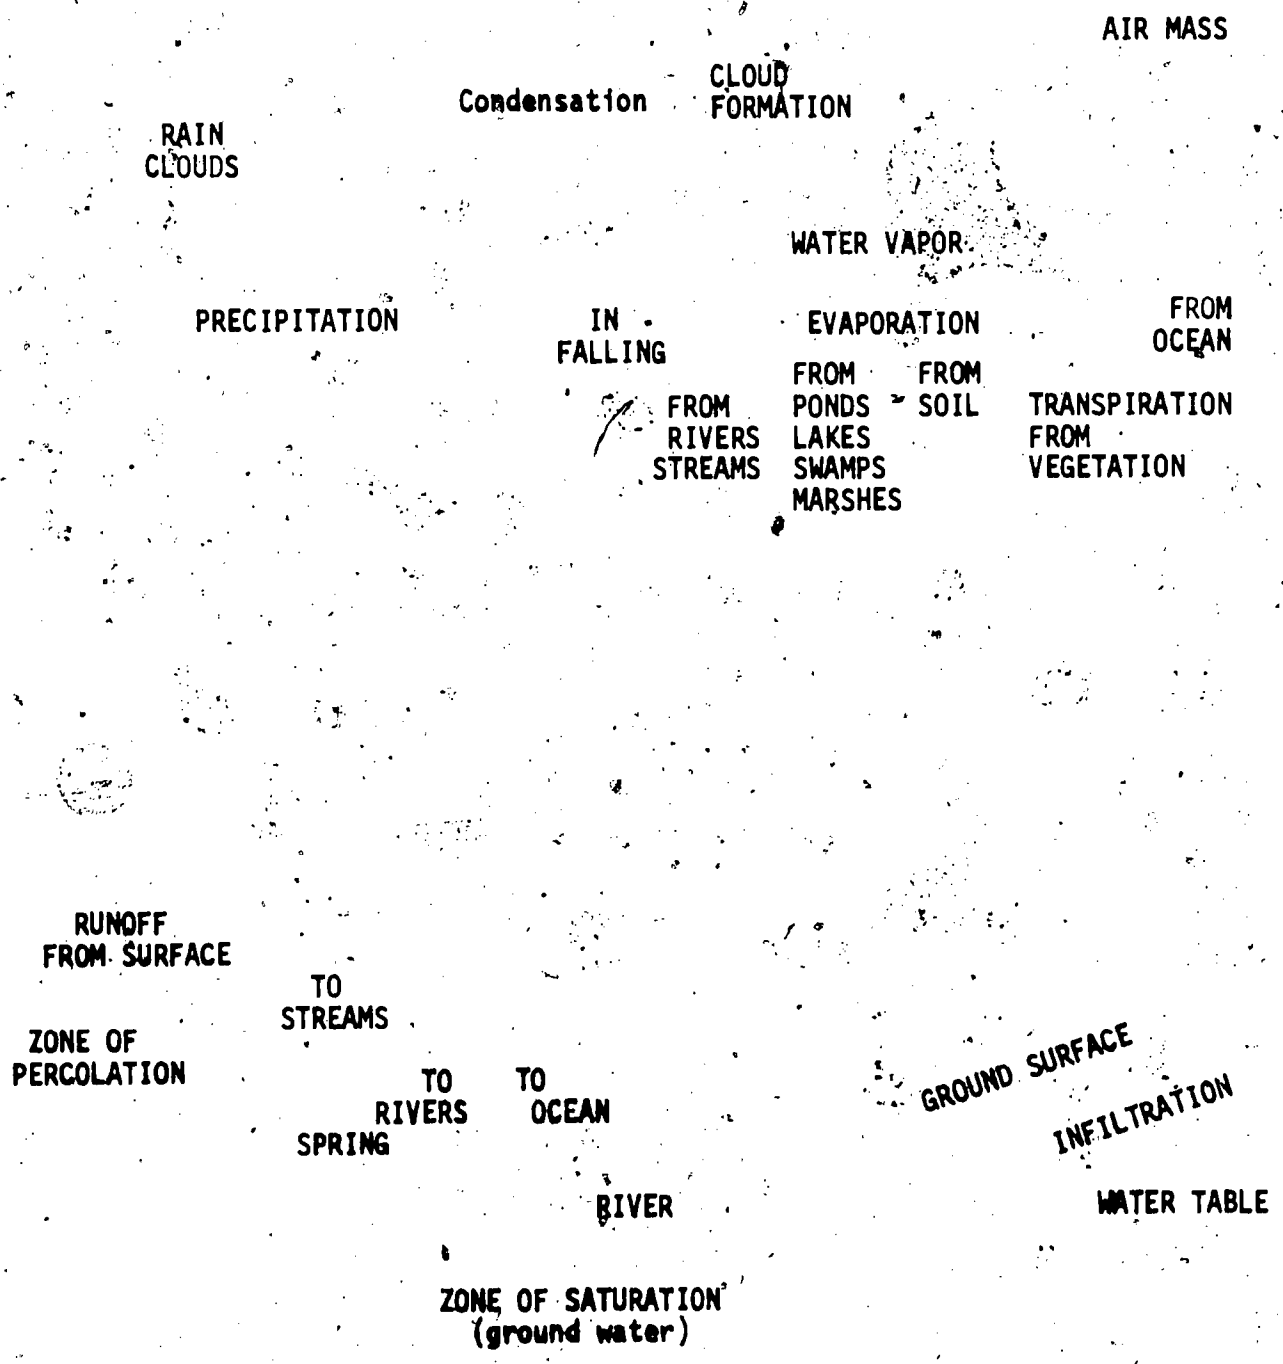 AIR MASS
Condensation
CLOUD
FORMATION
RAIN
CLOUDS
WATER VAPOR
PRECIPITATION
IN
FALLING
EVAPORATION
FROM
OCEAN
FROM
RIVERS
STREAMS
FROM
PONDS
LAKES
SWAMPS
MARSHES
FROM
SOIL
TRANSPIRATION
FROM
VEGETATION
RUNOFF
FROM SURFACE
TO
STREAMS
ZONE OF
PERCOLATION
TO
RIVERS
TO
OCEAN
SPRING
GROUND SURFACE
INFILTRATION
RIVER
WATER TABLE
ZONE OF SATURATION
(ground water)